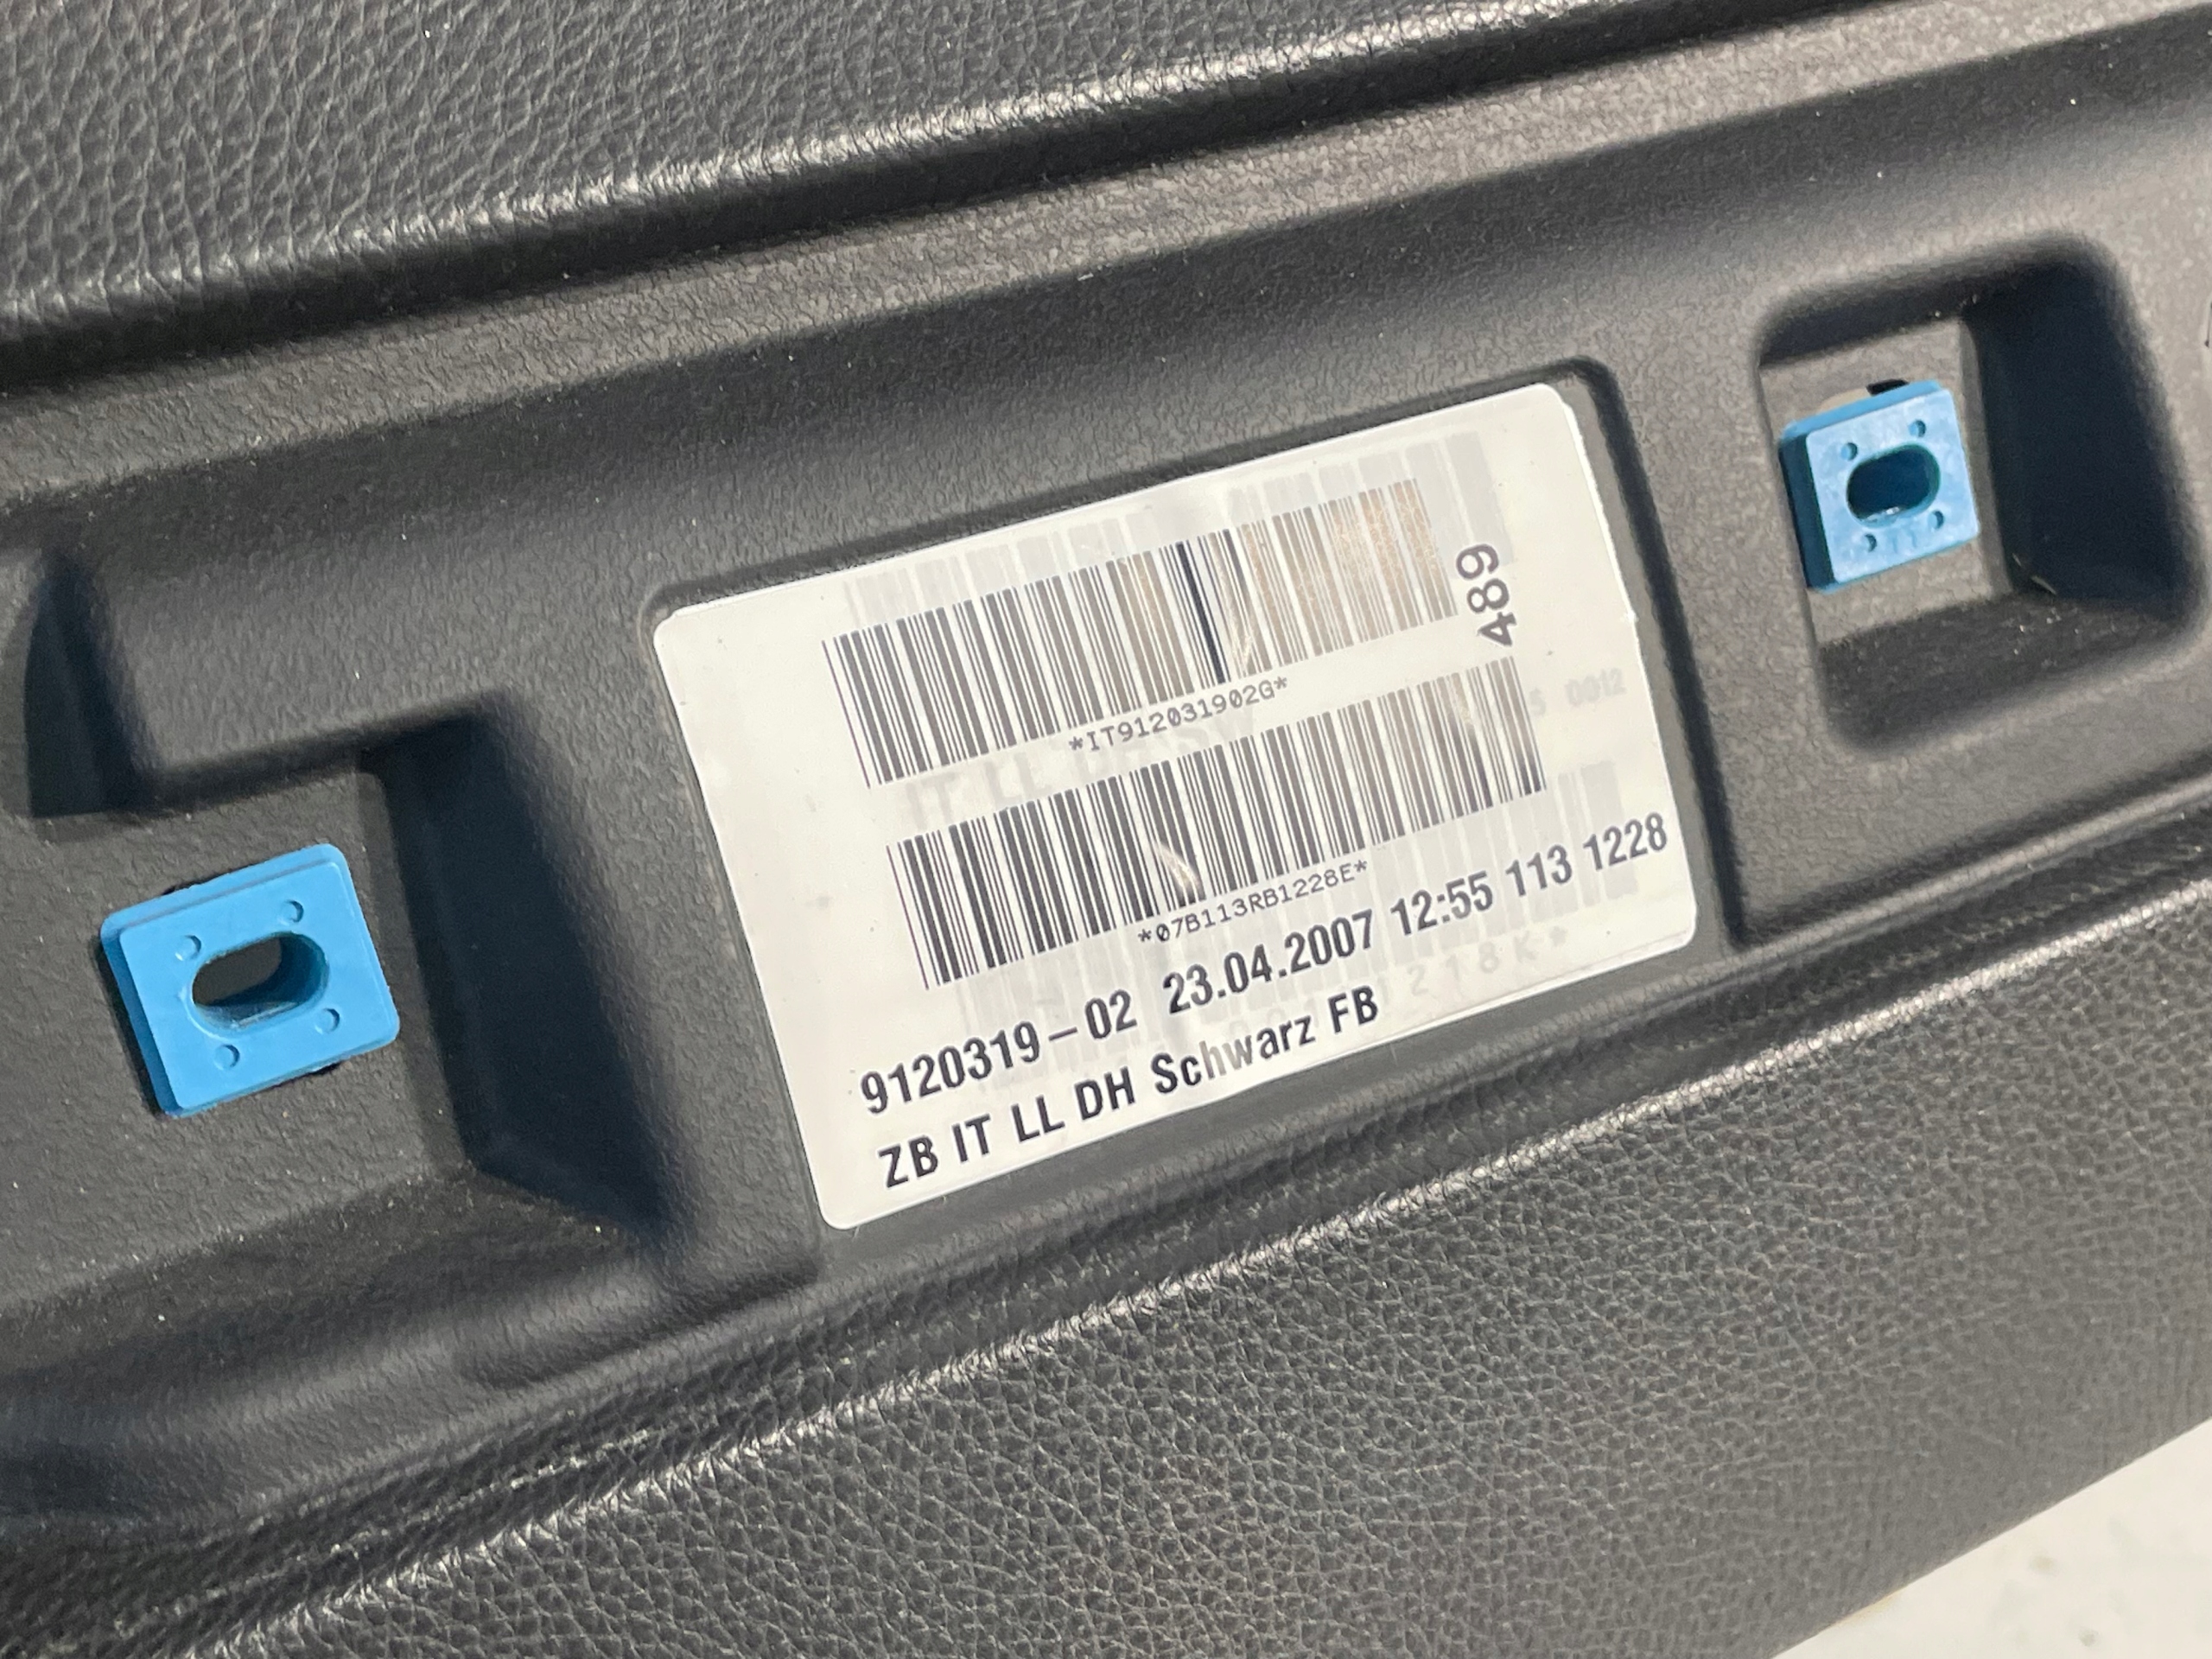 *IT912031902G*
489
*07B113RB1228E*
9120319-02 23.04.2007 12:55 113 1228
ZB IT LL DH Schwarz FB